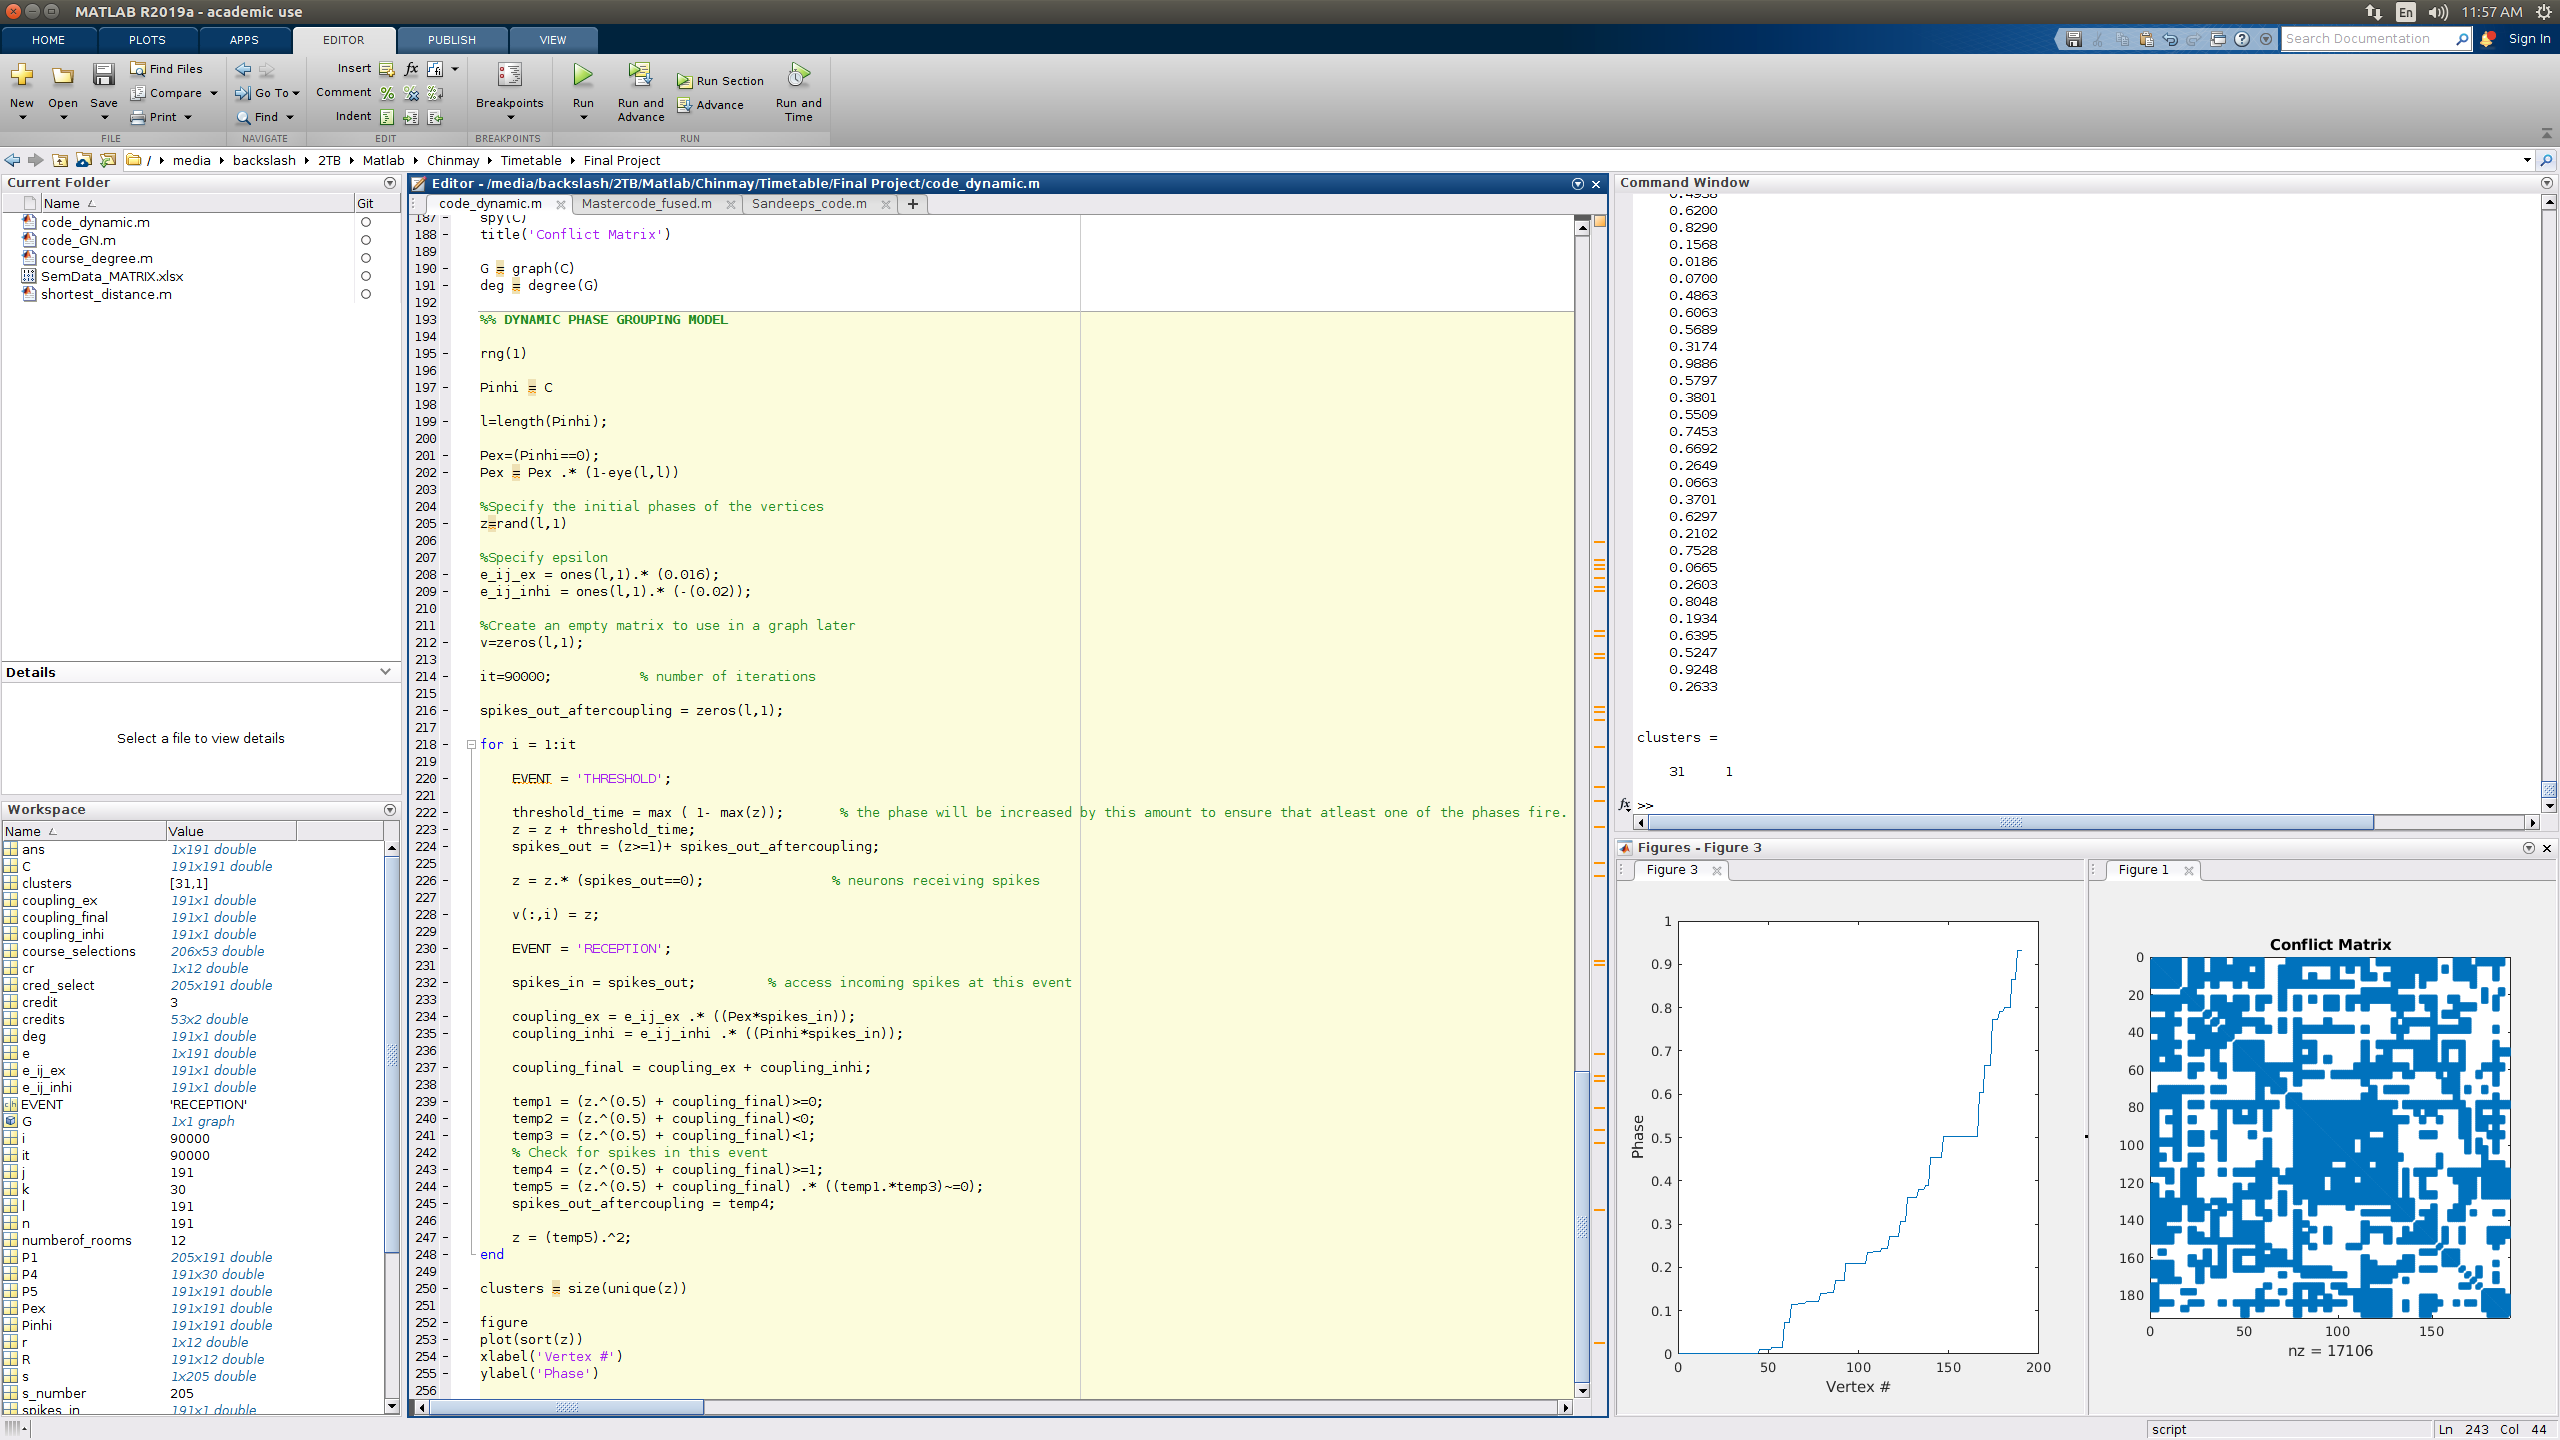 MATLAB R2019a - academic use
En
11:57 AM
HOME PLOTS APPS EDITOR PUBLISH VIEW
Search Documentation
Sign In
New Open Save
Find Files
Compare
Print
FILE
Go To
Find
NAVIGATE
Insert
Comment
Indent
EDIT
Breakpoints
BREAKPOINTS
Run
Run and Advance
Run Section
Advance
Run and Time
RUN
/ media backslash 2TB Matlab Chinmay Timetable Final Project
Current Folder
Name Git
code_dynamic.m
code_GN.m
course_degree.m
SemData_MATRIX.xlsx
shortest_distance.m
Details
Select a file to view details
Workspace
Name Value
ans 1x191 double
C 191x191 double
clusters [31,1]
coupling_ex 191x1 double
coupling_final 191x1 double
coupling_inhi 191x1 double
course_selections 206x53 double
cr 1x12 double
cred_select 205x191 double
credit 3
credits 53x2 double
deg 191x1 double
e 1x191 double
e_ij_ex 191x1 double
e_ij_inhi 191x1 double
EVENT 'RECEPTION'
G 1x1 graph
i 90000
it 90000
j 191
k 30
l 191
n 191
numberof_rooms 12
P1 205x191 double
P4 191x30 double
P5 191x191 double
Pex 191x191 double
Pinhi 191x191 double
r 1x12 double
R 191x12 double
s 1x205 double
s_number 205
spikes_in 191x1 double
Editor - /media/backslash/2TB/Matlab/Chinmay/Timetable/Final Project/code_dynamic.m
code_dynamic.m Mastercode_fused.m Sandeeps_code.m
187 spy(C)
188 title('Conflict Matrix')
189
190 G = graph(C)
191 deg = degree(G)
192
193 %% DYNAMIC PHASE GROUPING MODEL
194
195 rng(1)
196
197 Pinhi = C
198
199 l=length(Pinhi);
200
201 Pex=(Pinhi==0);
202 Pex = Pex .* (1-eye(l,l))
203
204 %Specify the initial phases of the vertices
205 z=rand(l,1)
206
207 %Specify epsilon
208 e_ij_ex = ones(l,1).* (0.016);
209 e_ij_inhi = ones(l,1).* (-(0.02));
210
211 %Create an empty matrix to use in a graph later
212 v=zeros(l,1);
213
214 it=90000; % number of iterations
215
216 spikes_out_aftercoupling = zeros(l,1);
217
218 for i = 1:it
219
220 EVENT = 'THRESHOLD';
221
222 threshold_time = max ( 1- max(z)); % the phase will be increased by this amount to ensure that atleast one of the phases fire.
223 z = z + threshold_time;
224 spikes_out = (z>=1)+ spikes_out_aftercoupling;
225
226 z = z.* (spikes_out==0); % neurons receiving spikes
227
228 v(:,i) = z;
229
230 EVENT = 'RECEPTION';
231
232 spikes_in = spikes_out; % access incoming spikes at this event
233
234 coupling_ex = e_ij_ex .* ((Pex*spikes_in));
235 coupling_inhi = e_ij_inhi .* ((Pinhi*spikes_in));
236
237 coupling_final = coupling_ex + coupling_inhi;
238
239 temp1 = (z.^(0.5) + coupling_final)>=0;
240 temp2 = (z.^(0.5) + coupling_final)<0;
241 temp3 = (z.^(0.5) + coupling_final)<1;
242 % Check for spikes in this event
243 temp4 = (z.^(0.5) + coupling_final)>=1;
244 temp5 = (z.^(0.5) + coupling_final) .* ((temp1.*temp3)~=0);
245 spikes_out_aftercoupling = temp4;
246
247 z = (temp5).^2;
248 end
249
250 clusters = size(unique(z))
251
252 figure
253 plot(sort(z))
254 xlabel('Vertex #')
255 ylabel('Phase')
256
Command Window
0.6200
0.8290
0.1568
0.0186
0.0700
0.4863
0.6063
0.5689
0.3174
0.9886
0.5797
0.3801
0.5509
0.7453
0.6692
0.2649
0.0663
0.3701
0.6297
0.2102
0.7528
0.0665
0.2603
0.8048
0.1934
0.6395
0.5247
0.9248
0.2633
clusters =
31 1
fx >>
Figures - Figure 3
Figure 3
Figure 1
1
0.9
0.8
0.7
0.6
0.5
0.4
0.3
0.2
0.1
0
Phase
0 50 100 150 200
Vertex #
Conflict Matrix
0
20
40
60
80
100
120
140
160
180
0 50 100 150
nz = 17106
script
Ln 243 Col 44